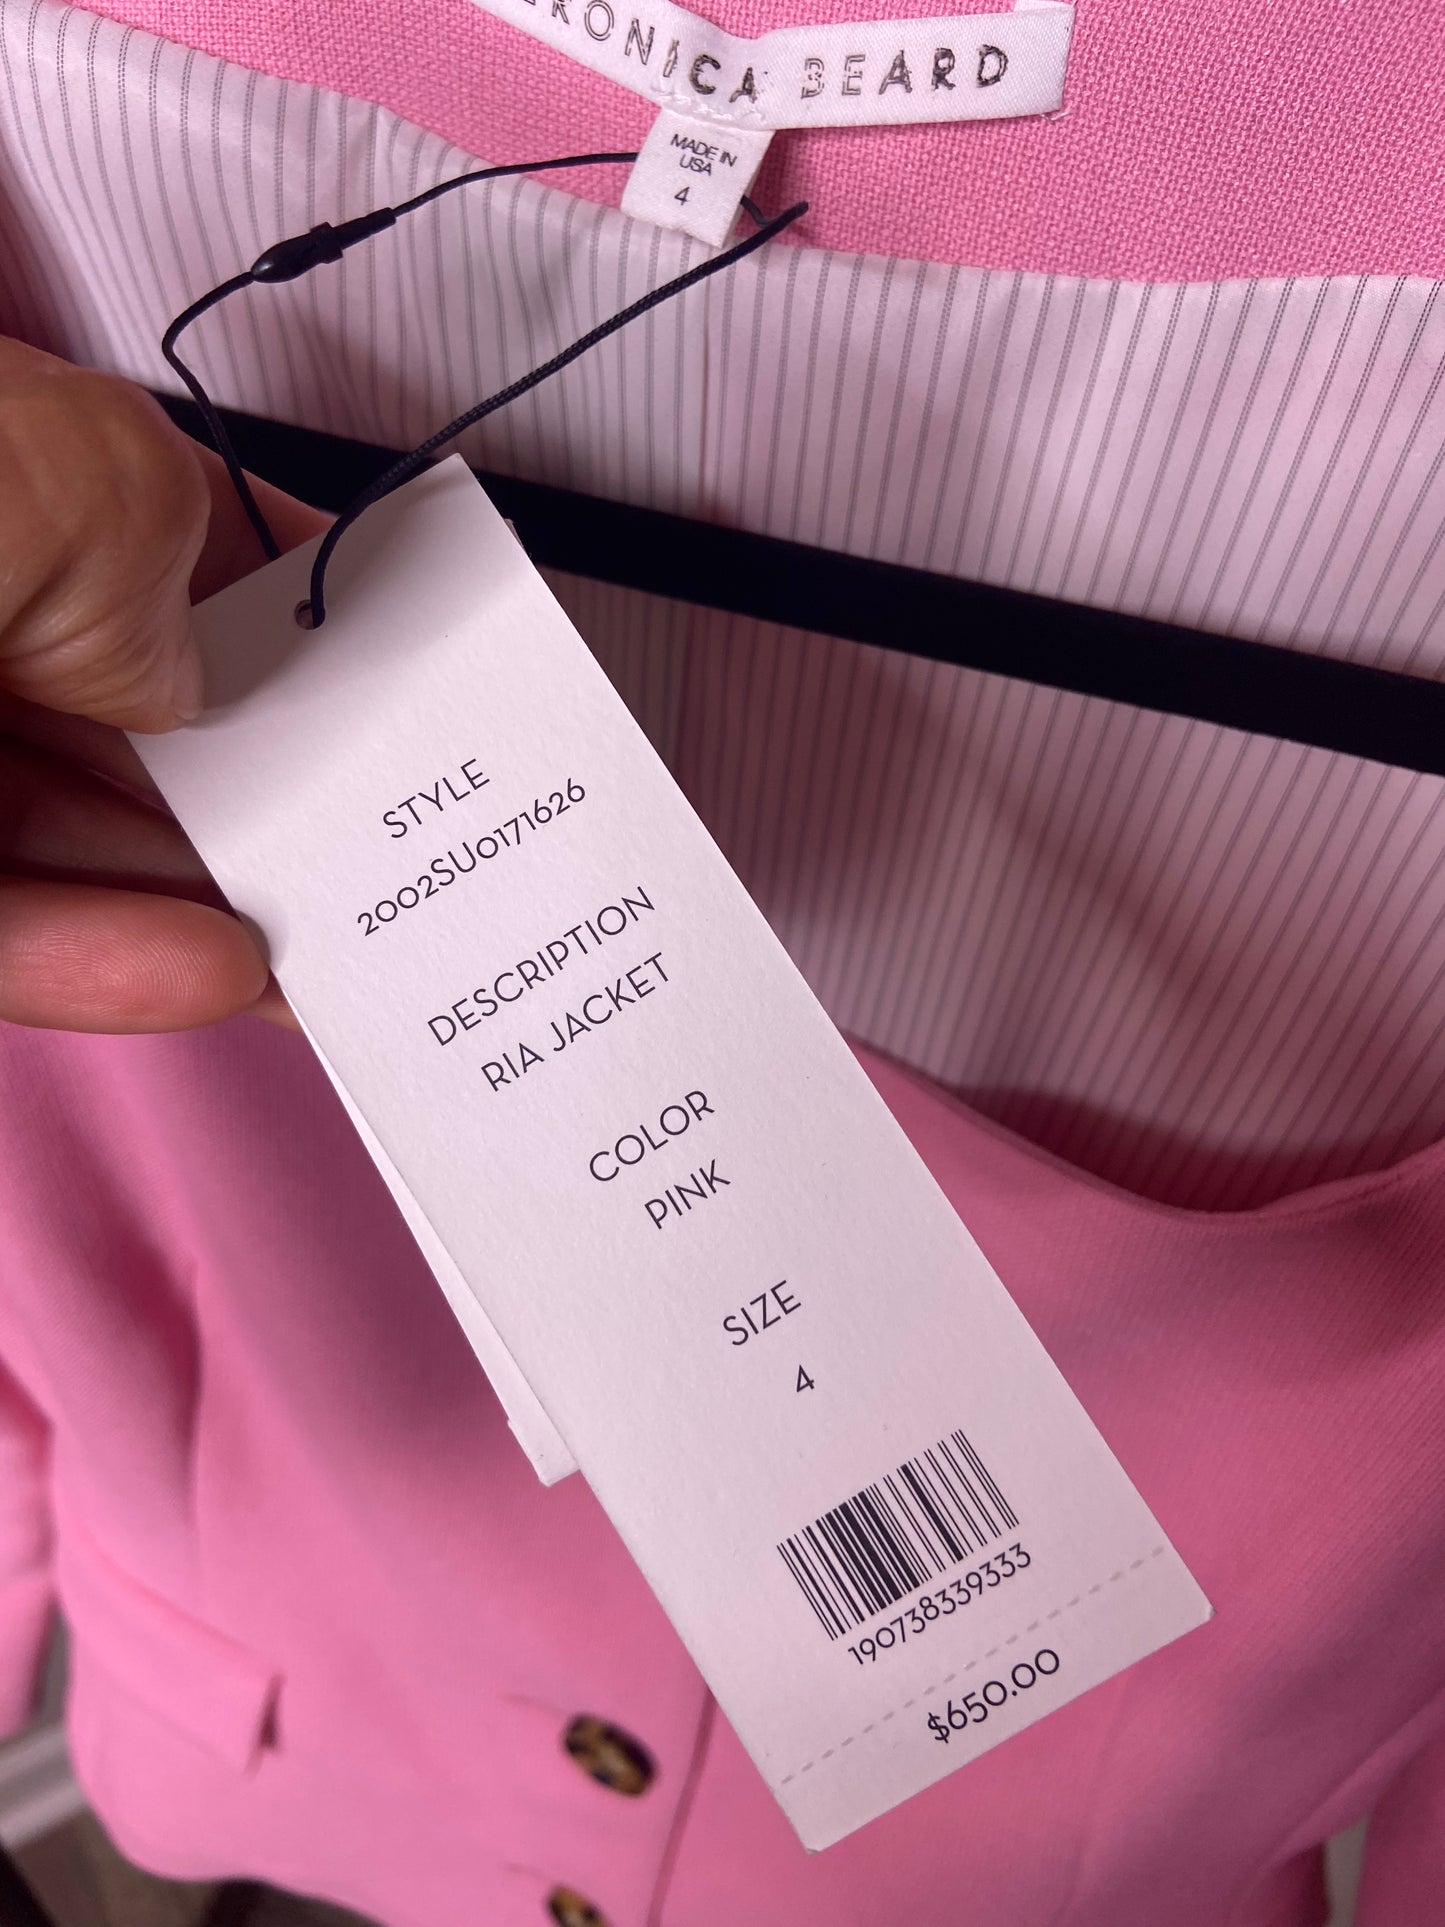 ERONICA BEARD
MADE IN
USA
4
STYLE
2002SU0171626
DESCRIPTION
RIA JACKET
COLOR
PINK
SIZE
4
190738339333
$650.00